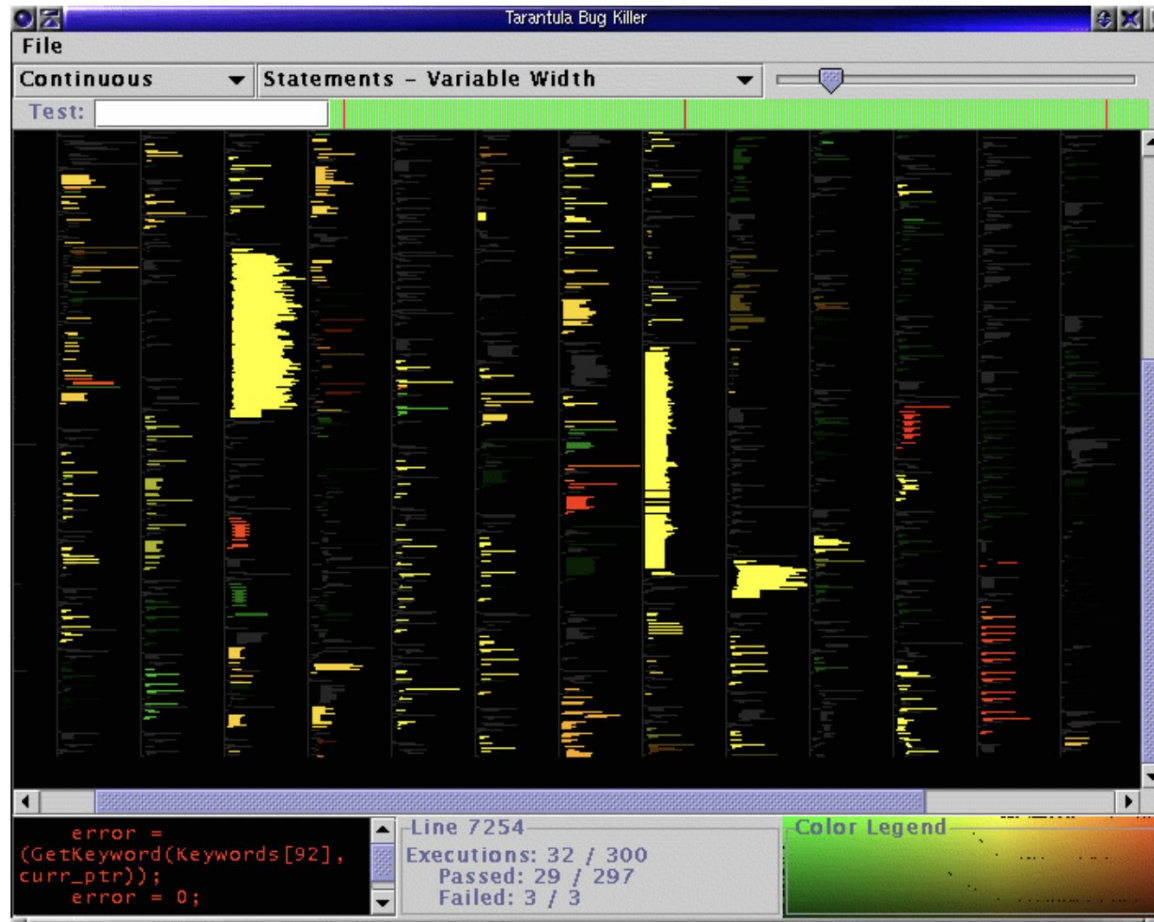 Tarantula Bug Killer
File
Continuous
Statements - Variable Width
Test:
error =
(GetKeyword(Keywords[92],
curr_ptr));
error = 0;
Line 7254
Executions: 32 / 300
Passed: 29 / 297
Failed: 3 / 3
Color Legend